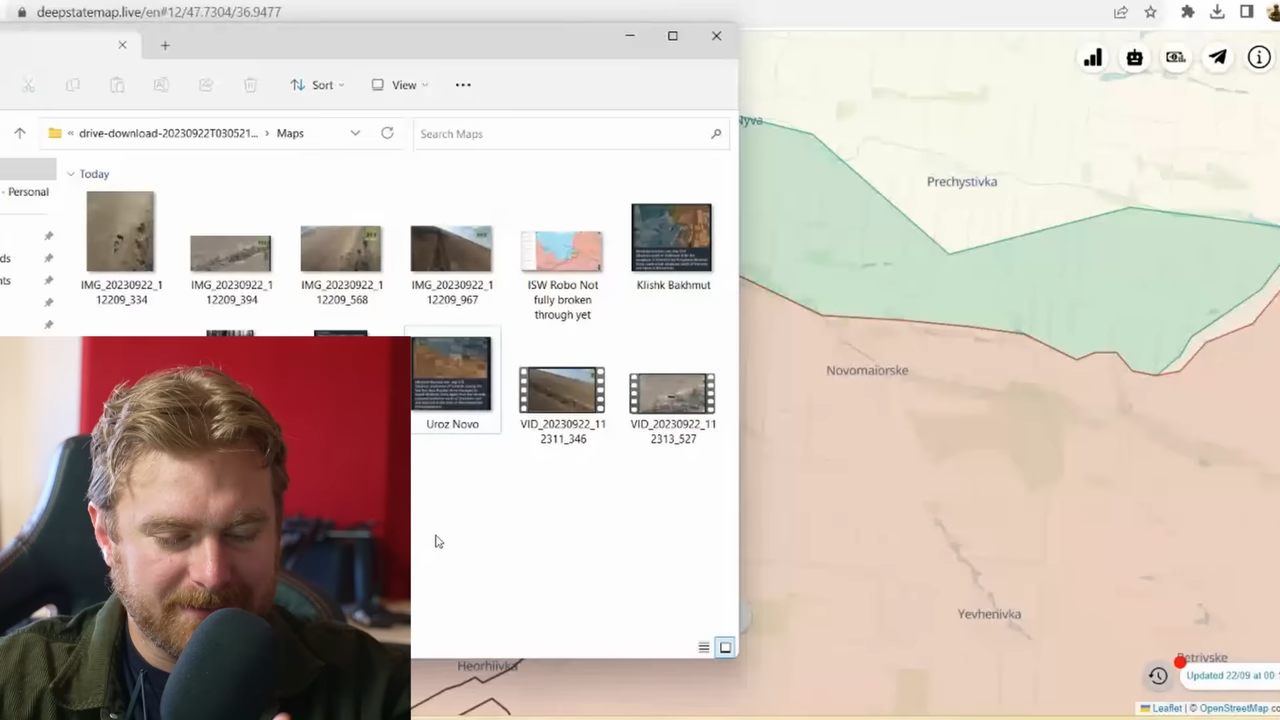 deepstatemap.live/en#12/47.7304/36.9477
Sort
View
« drive-download-20230922T030521... > Maps
Search Maps
Today
Personal
ds
nts
IMG_20230922_1
12209_334
IMG_20230922_1
12209_394
IMG_20230922_1
12209_568
IMG_20230922_1
12209_967
ISW Robo Not
fully broken
through yet
Klishk Bakhmut
Uroz Novo
VID_20230922_11
2311_346
VID_20230922_11
2313_527
Nyva
Prechystivka
Novomaiorske
Yevhenivka
Petrivske
Heorhiivka
Updated 22/09 at 00:
Leaflet | © OpenStreetMap co